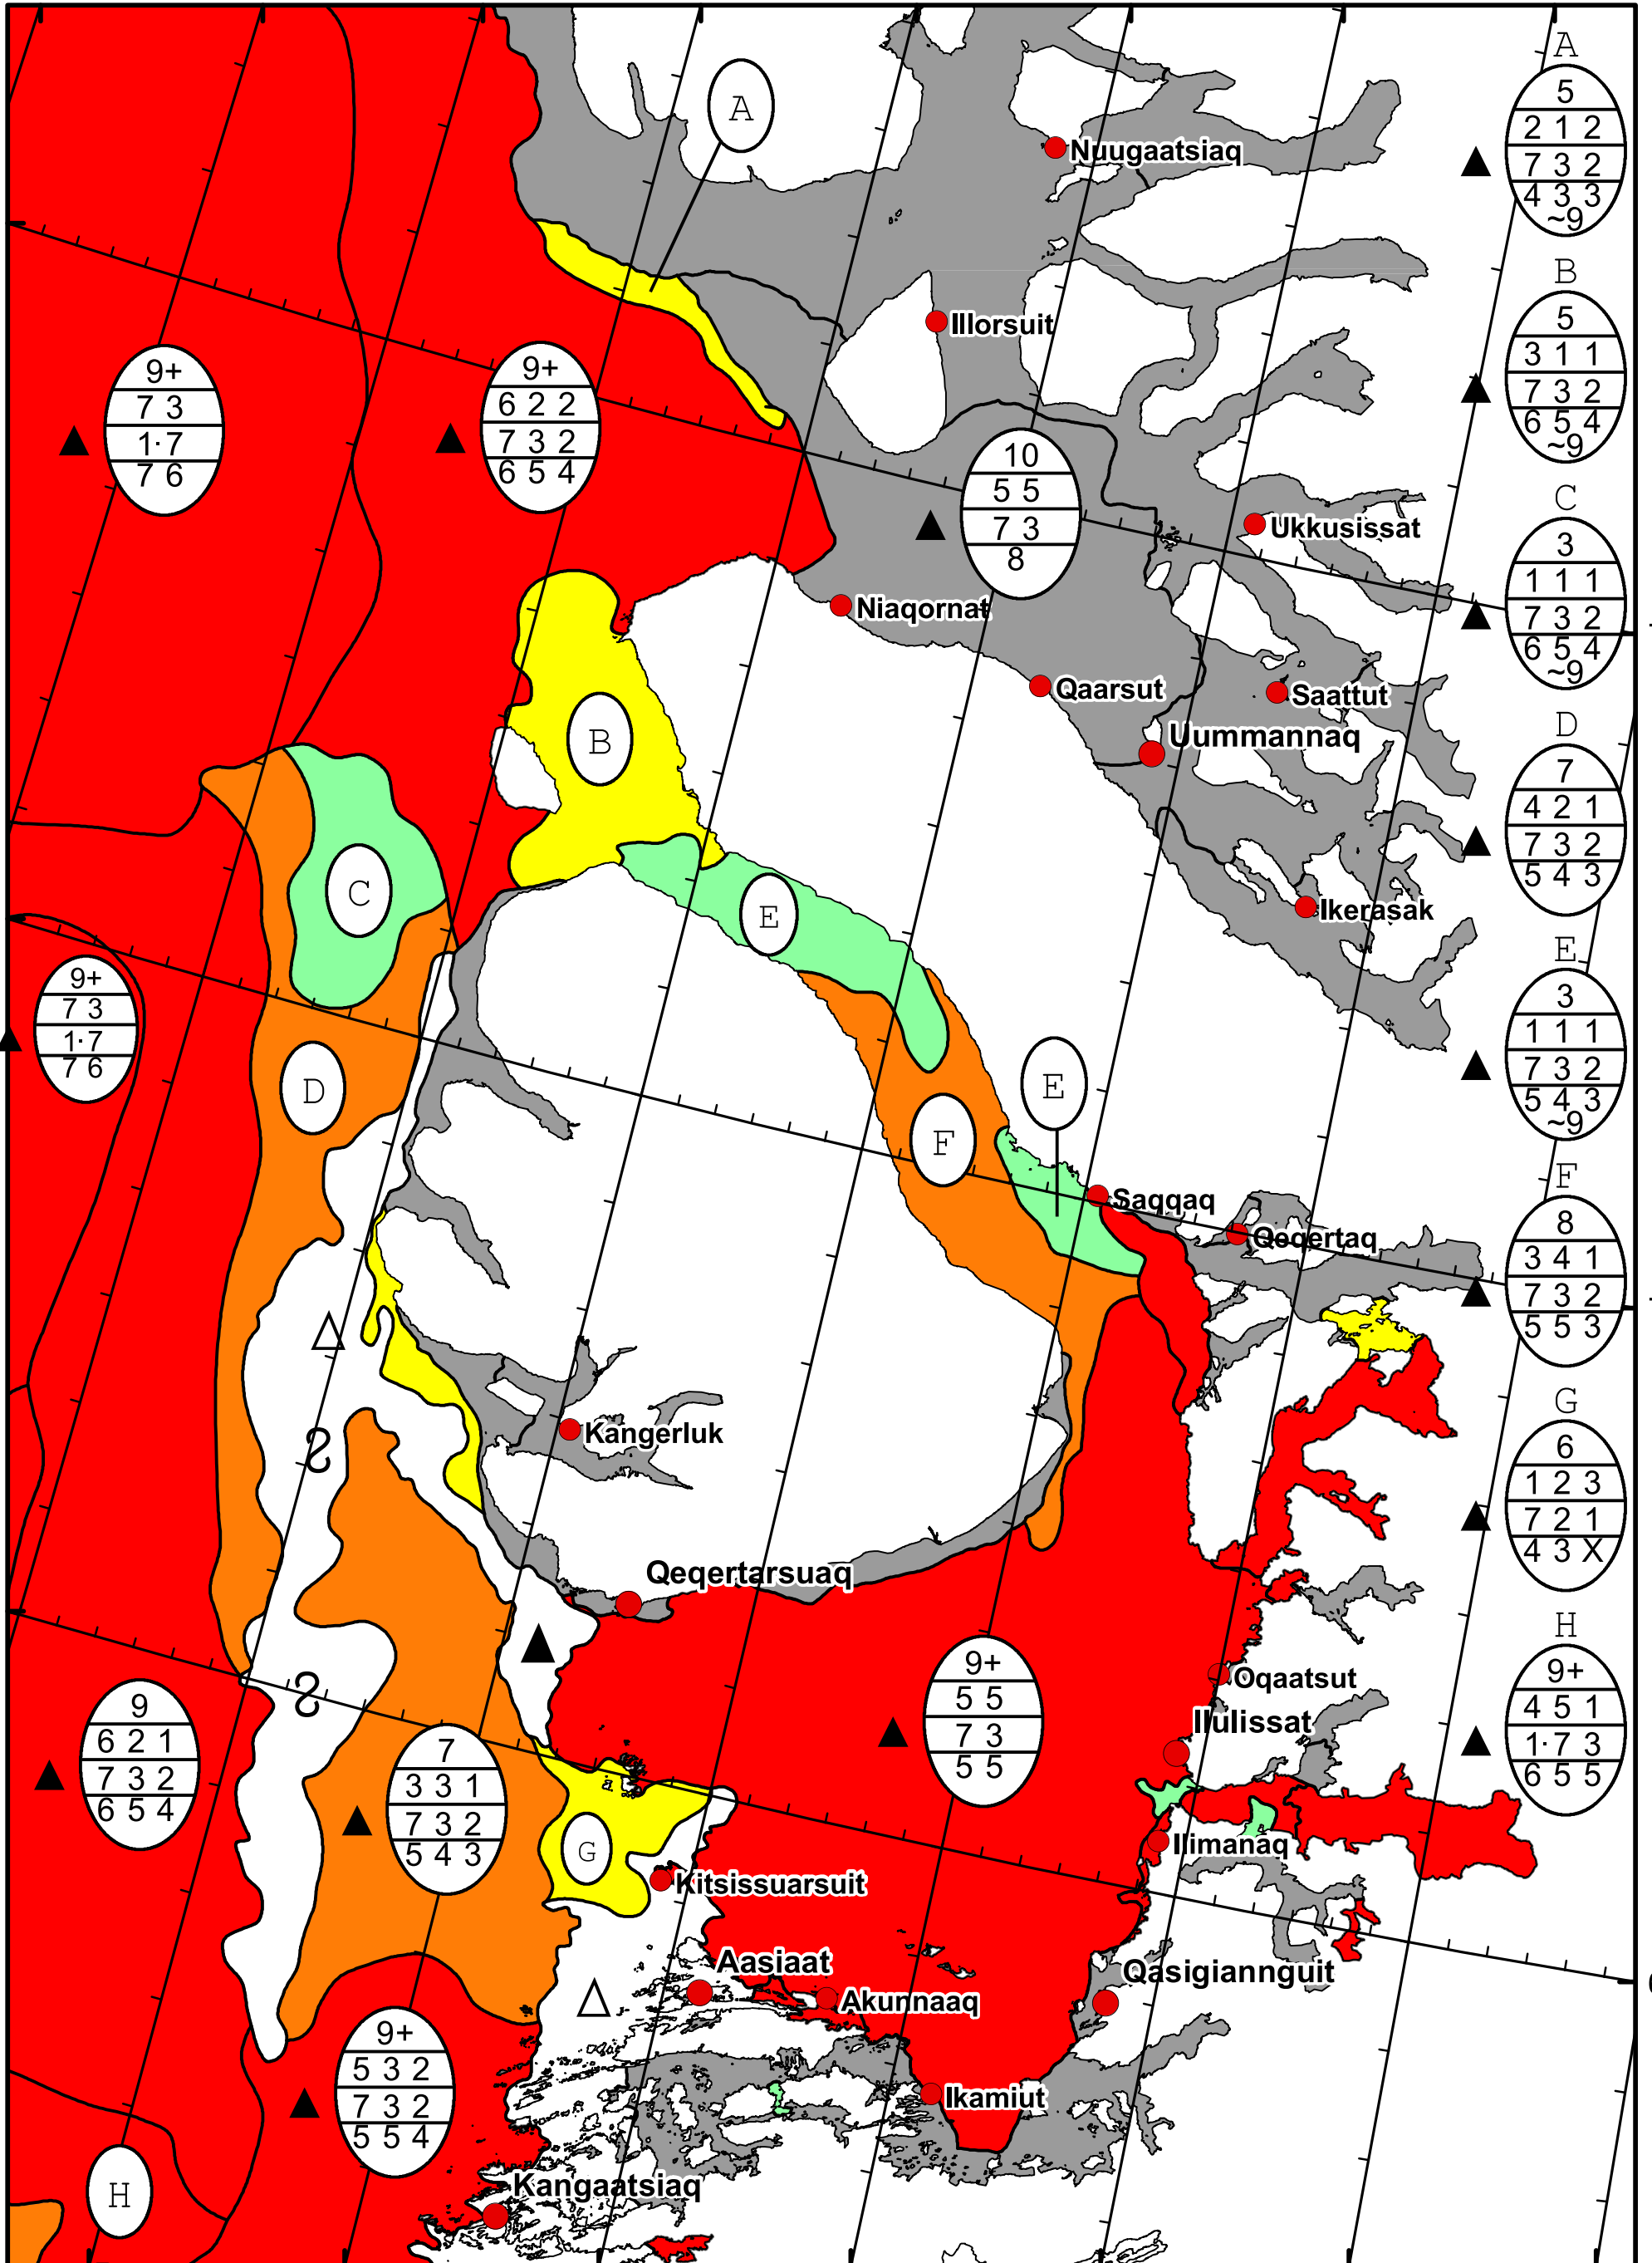 A
Nuugaatsiaq
Illorsuit
9+
7 3
1·7
7 6
9+
6 2 2
7 3 2
6 5 4
10
5 5
7 3
8
Ukkusissat
Niaqornat
Qaarsut
Saattut
Uummannaq
B
C
E
Ikerasak
9+
7 3
1·7
7 6
D
F
E
Saqqaq
Qeqertaq
Kangerluk
Qeqertarsuaq
9
6 2 1
7 3 2
6 5 4
7
3 3 1
7 3 2
5 4 3
9+
5 5
7 3
5 5
Oqaatsut
Ilulissat
Ilimanaq
G
Kitsissuarsuit
Aasiaat
Akunnaaq
Qasigiannguit
9+
5 3 2
7 3 2
5 5 4
Ikamiut
H
Kangaatsiaq
A
5
2 1 2
7 3 2
4 3 3
~9
B
5
3 1 1
7 3 2
6 5 4
~9
C
3
1 1 1
7 3 2
6 5 4
~9
D
7
4 2 1
7 3 2
5 4 3
E
3
1 1 1
7 3 2
5 4 3
~9
F
8
3 4 1
7 3 2
5 5 3
G
6
1 2 3
7 2 1
4 3 X
H
9+
4 5 1
1·7 3
6 5 5